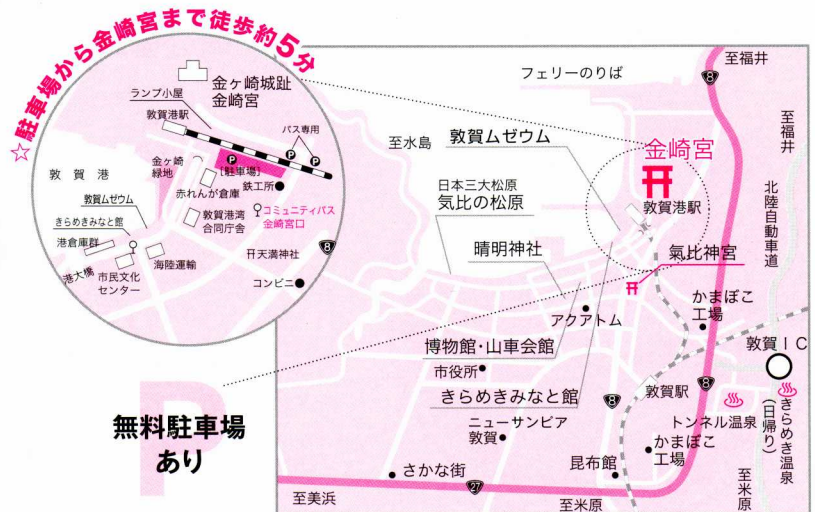 ☆駐車場から金崎宮まで徒歩約5分
金ヶ崎城趾
金崎宮
ランプ小屋
敦賀港駅
バス専用
P
P
P
[駐車場]
金ヶ崎
緑地
敦賀港
赤れんが倉庫
鉄工所
敦賀ムゼウム
敦賀港湾
合同庁舎
コミュニティバス
金崎宮口
きらめきみなと館
港倉庫群
天満神社
8
港大橋
市民文化
センター
海陸運輸
コンビニ
P
無料駐車場
あり
フェリーのりば
8
至福井
至水島
敦賀ムゼウム
金崎宮
至福井
日本三大松原
気比の松原
敦賀港駅
北陸自動車道
晴明神社
氣比神宮
アクアトム
かまぼこ
工場
博物館・山車会館
敦賀IC
市役所
きらめきみなと館
8
敦賀駅
8
ニューサンピア
敦賀
トンネル温泉
きらめき温泉
(日帰り)
かまぼこ
工場
さかな街
昆布館
27
至美浜
至米原
至米原